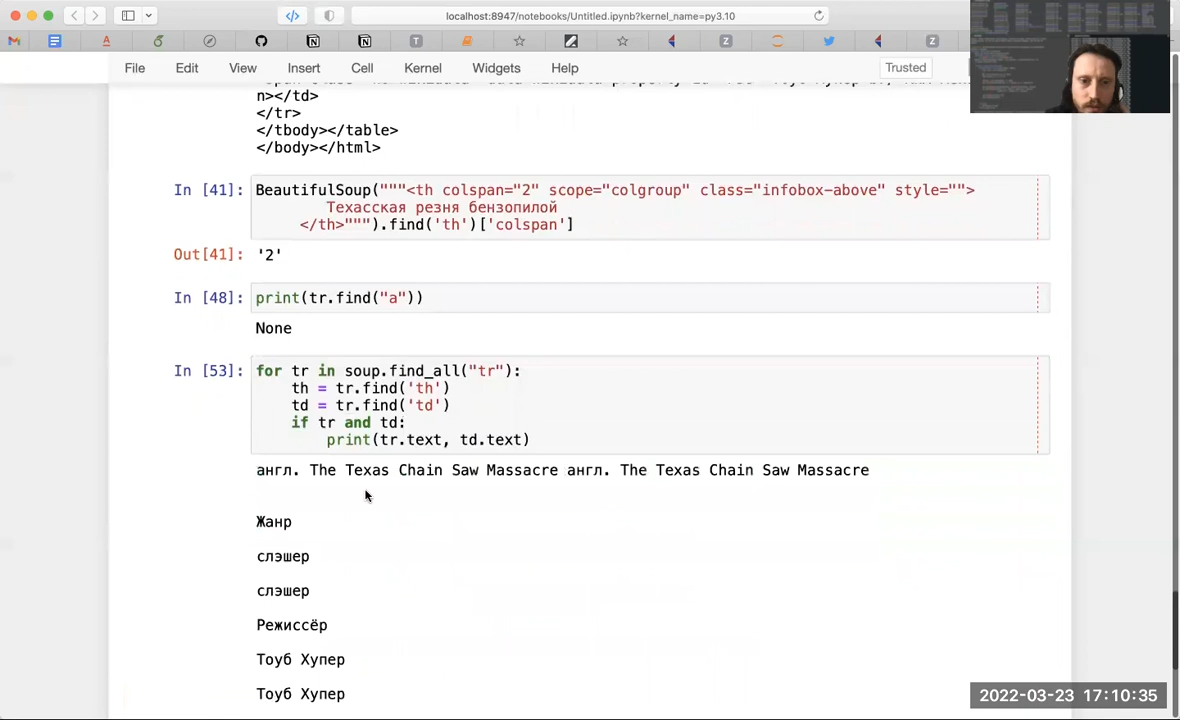 localhost:8947/notebooks/Untitled.ipynb?kernel_name=py3.10
File Edit View Insert Cell Kernel Widgets Help Trusted
n></td>
</tr>
</tbody></table>
</body></html>
In [41]: BeautifulSoup("""<th colspan="2" scope="colgroup" class="infobox-above" style="">
Техасская резня бензопилой
</th>""").find('th')['colspan']
Out[41]: '2'
In [48]: print(tr.find("a"))
None
In [53]: for tr in soup.find_all("tr"):
th = tr.find('th')
td = tr.find('td')
if tr and td:
print(tr.text, td.text)
англ. The Texas Chain Saw Massacre англ. The Texas Chain Saw Massacre
Жанр
слэшер
слэшер
Режиссёр
Тоуб Хупер
Тоуб Хупер
2022-03-23 17:10:35